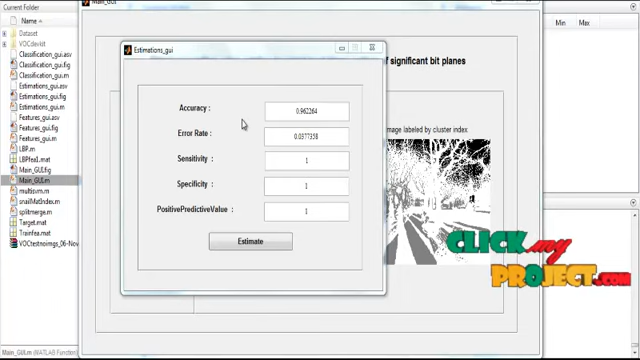 Current Folder
Name
Dataset
VOCdevkit
Classification_gui.asv
Classification_gui.fig
Classification_gui.m
Estimations_gui.asv
Estimations_gui.fig
Estimations_gui.m
Features_gui.asv
Features_gui.fig
Features_gui.m
LBP.m
LBPfea1.mat
Main_GUI.fig
Main_GUI.m
multisvm.m
snailMatIndex.m
splitmerge.m
Target.mat
Trainfea.mat
VOCtestnoimgs_06-Nov
Main_GUI.m (MATLAB Function)
Main_GUI
Min
Max
of significant bit planes
image labeled by cluster index
Estimations_gui
Accuracy :
0.962264
Error Rate :
0.0377358
Sensitivity :
1
Specificity :
1
PositivePredictiveValue :
1
Estimate
CLICK my
PROJECT.com